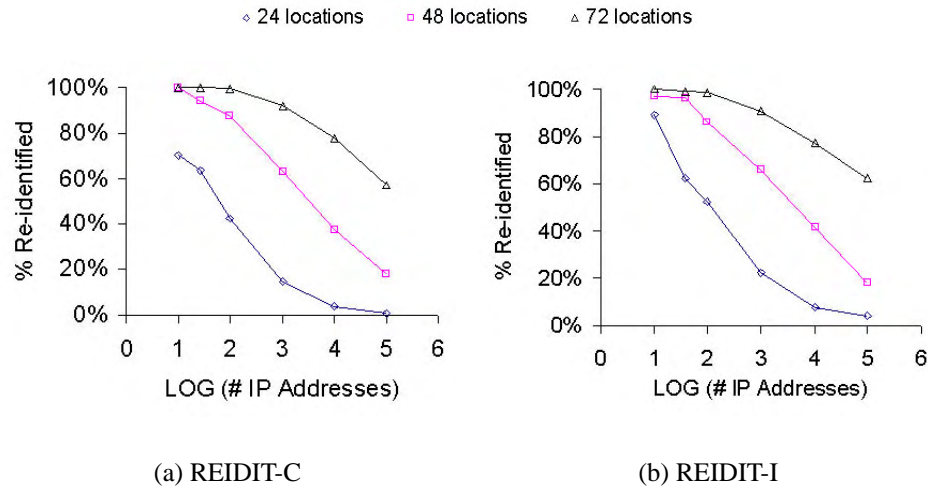 24 locations 48 locations 72 locations
% Re-identified
100%
80%
60%
40%
20%
0%
0 1 2 3 4 5 6
LOG (# IP Addresses)
(a) REIDIT-C
% Re-identified
100%
80%
60%
40%
20%
0%
0 1 2 3 4 5 6
LOG (# IP Addresses)
(b) REIDIT-I